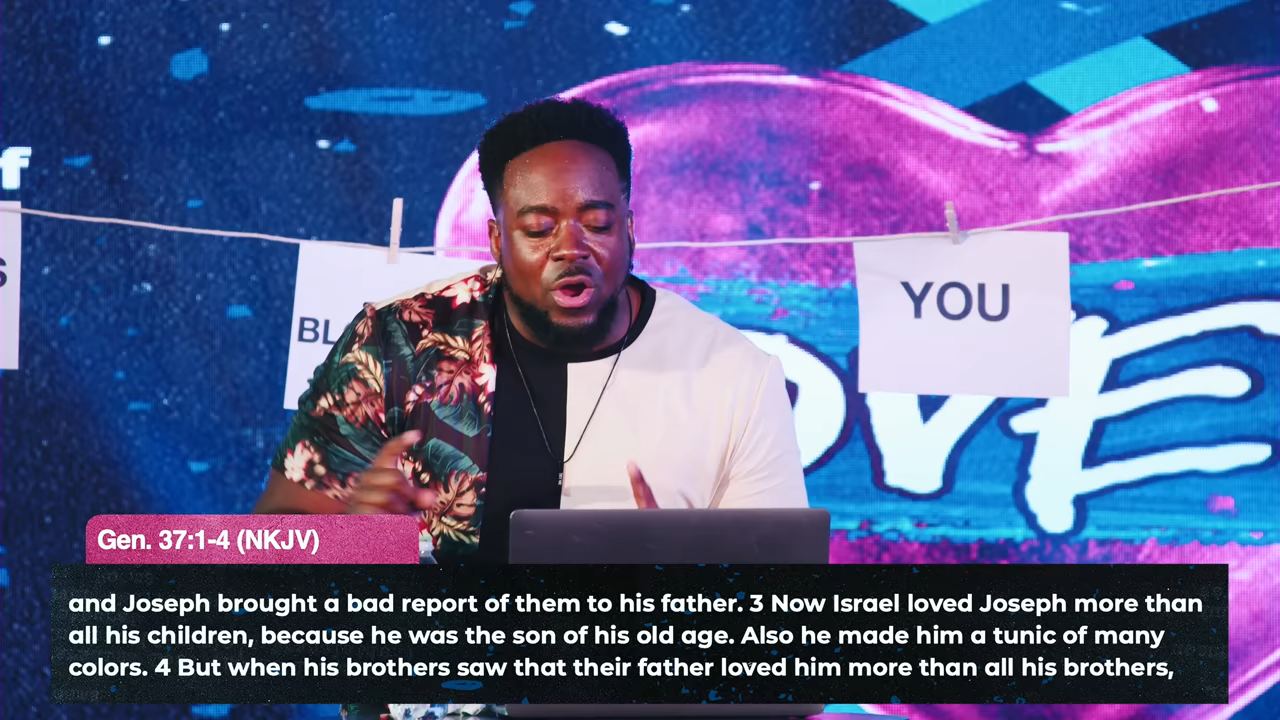 f
S
BL
YOU
OVE
Gen. 37:1-4 (NKJV)
and Joseph brought a bad report of them to his father. 3 Now Israel loved Joseph more than
all his children, because he was the son of his old age. Also he made him a tunic of many
colors. 4 But when his brothers saw that their father loved him more than all his brothers,